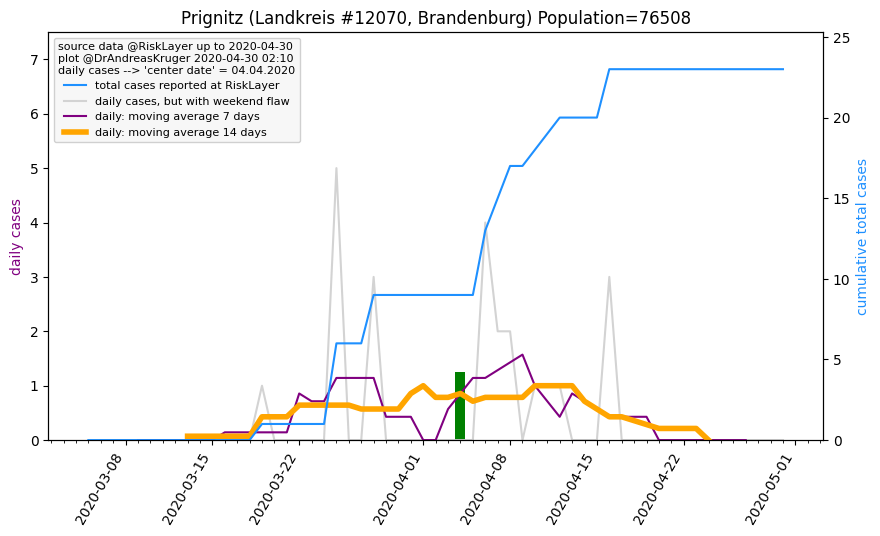 Prignitz (Landkreis #12070, Brandenburg) Population=76508
source data @RiskLayer up to 2020-04-30
plot @DrAndreasKruger 2020-04-30 02:10
daily cases --> 'center date' = 04.04.2020
total cases reported at RiskLayer
daily cases, but with weekend flaw
daily: moving average 7 days
daily: moving average 14 days
daily cases
7
6
5
4
3
2
1
0
cumulative total cases
25
20
15
10
5
0
2020-03-08
2020-03-15
2020-03-22
2020-04-01
2020-04-08
2020-04-15
2020-04-22
2020-05-01